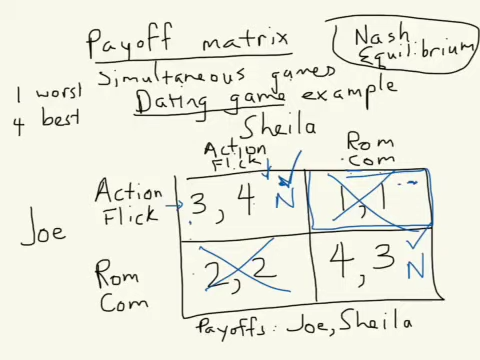 Payoff matrix
Nash
Equilibrium
Simultaneous games
1 worst
4 best
Dating game example
Sheila
Action
Flick
Rom
Com
Action
Flick
3, 4 N
1, 1
Joe
Rom
Com
2, 2
4, 3 N
Payoffs: Joe, Sheila